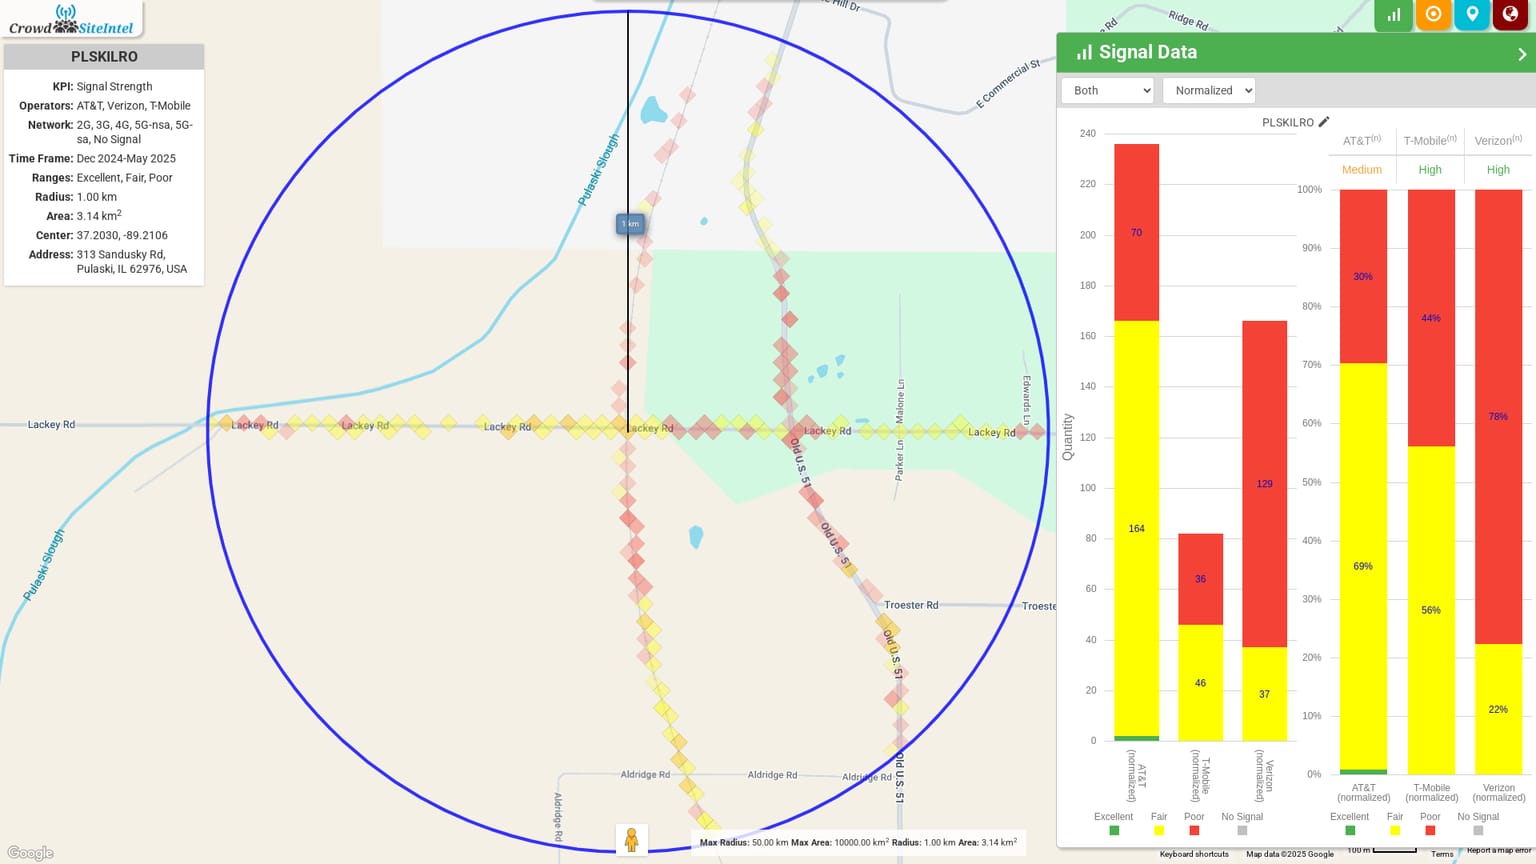 Crowd SiteIntel
PLSKILRO
KPI: Signal Strength
Operators: AT&T, Verizon, T-Mobile
Network: 2G, 3G, 4G, 5G-nsa, 5G-
sa, No Signal
Time Frame: Dec 2024-May 2025
Ranges: Excellent, Fair, Poor
Radius: 1.00 km
Area: 3.14 km²
Center: 37.2030, -89.2106
Address: 313 Sandusky Rd,
Pulaski, IL 62976, USA
Hill Dr
Ridge Rd
Rd
E Commercial St
Pulaski Slough
1 km
Lackey Rd
Lackey Rd
Lackey Rd
Lackey Rd
Lackey Rd
Lackey Rd
Lackey Rd
Malone Ln
Parker Ln
Edwards Ln
Old U.S. 51
Old U.S. 51
Old U.S. 51
Old U.S. 51
Troester Rd
Troeste
Pulaski Slough
Aldridge Rd
Aldridge Rd
Aldridge Rd
Aldridge Rd
Google
Max Radius: 50.00 km Max Area: 10000.00 km² Radius: 1.00 km Area: 3.14 km²
Keyboard shortcuts
Map data ©2025 Google
100 m
Terms
Report a map error
Signal Data
Both
Normalized
PLSKILRO
240
220
200
180
160
140
120
100
80
60
40
20
0
Quantity
70
164
36
46
129
37
AT&T
(normalized)
T-Mobile
(normalized)
Verizon
(normalized)
Excellent
Fair
Poor
No Signal
AT&T(n)
T-Mobile(n)
Verizon(n)
Medium
High
High
100%
90%
80%
70%
60%
50%
40%
30%
20%
10%
0%
30%
69%
44%
56%
78%
22%
AT&T
(normalized)
T-Mobile
(normalized)
Verizon
(normalized)
Excellent
Fair
Poor
No Signal